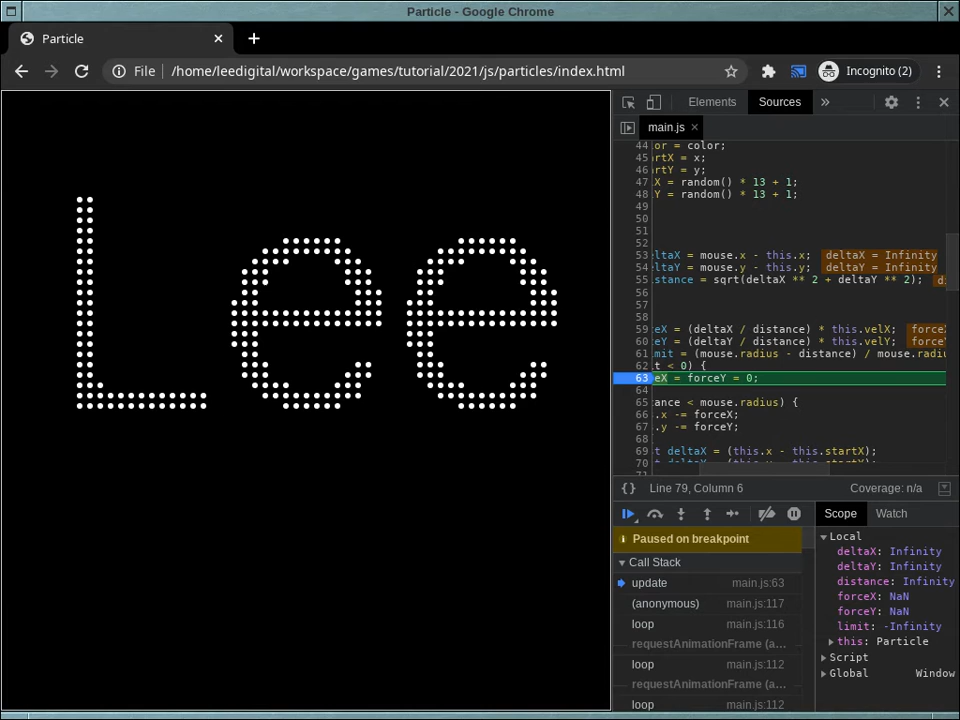 Particle - Google Chrome
Particle
File /home/leedigital/workspace/games/tutorial/2021/js/particles/index.html
Incognito (2)
Elements Sources »
main.js
44 or = color;
45 rtX = x;
46 rtY = y;
47 X = random() * 13 + 1;
48 Y = random() * 13 + 1;
49
50
51
52
53 ltaX = mouse.x - this.x; deltaX = Infinity
54 ltaY = mouse.y - this.y; deltaY = Infinity
55 stance = sqrt(deltaX ** 2 + deltaY ** 2); d
56
57
58
59 eX = (deltaX / distance) * this.velX; force
60 eY = (deltaY / distance) * this.velY; force
61 mit = (mouse.radius - distance) / mouse.radiu
62 t < 0) {
63 eX = forceY = 0;
64
65 ance < mouse.radius) {
66 .x -= forceX;
67 .y -= forceY;
68
69 t deltaX = (this.x - this.startX);
70
{} Line 79, Column 6 Coverage: n/a
Scope Watch
Paused on breakpoint
Call Stack
update main.js:63
(anonymous) main.js:117
loop main.js:116
requestAnimationFrame (a...
loop main.js:112
requestAnimationFrame (a...
loop main.js:112
Local
deltaX: Infinity
deltaY: Infinity
distance: Infinity
forceX: NaN
forceY: NaN
limit: -Infinity
this: Particle
Script
Global Window
Lee